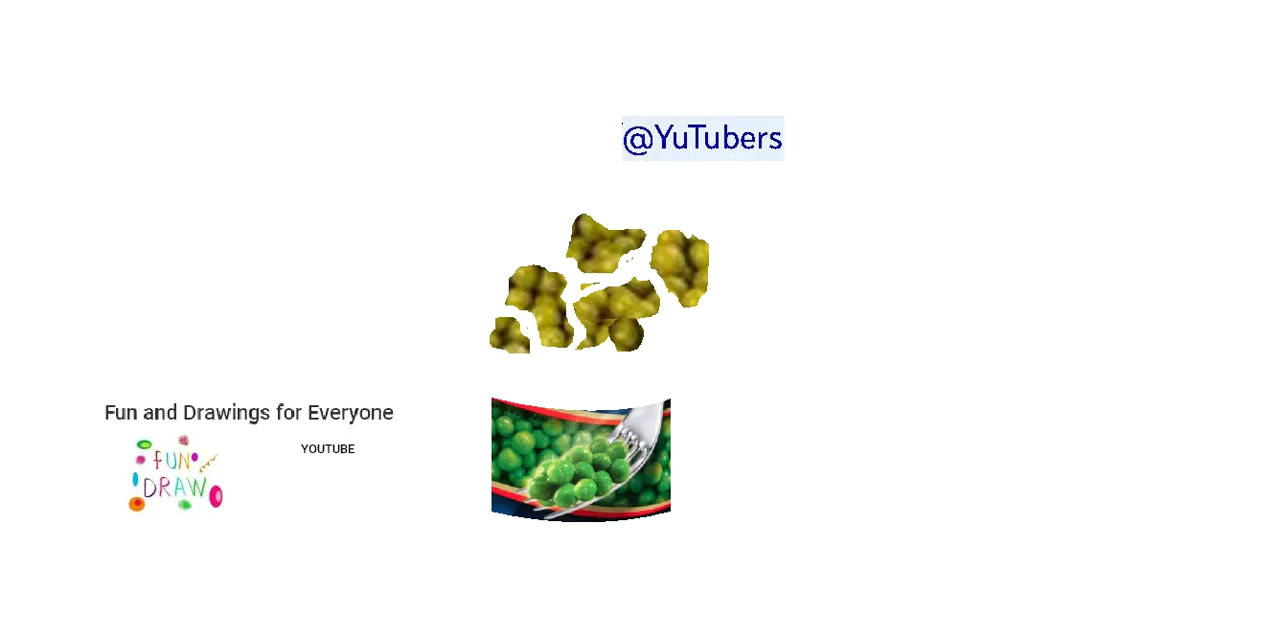 @YuTubers
Fun and Drawings for Everyone
YOUTUBE
FUN
DRAW